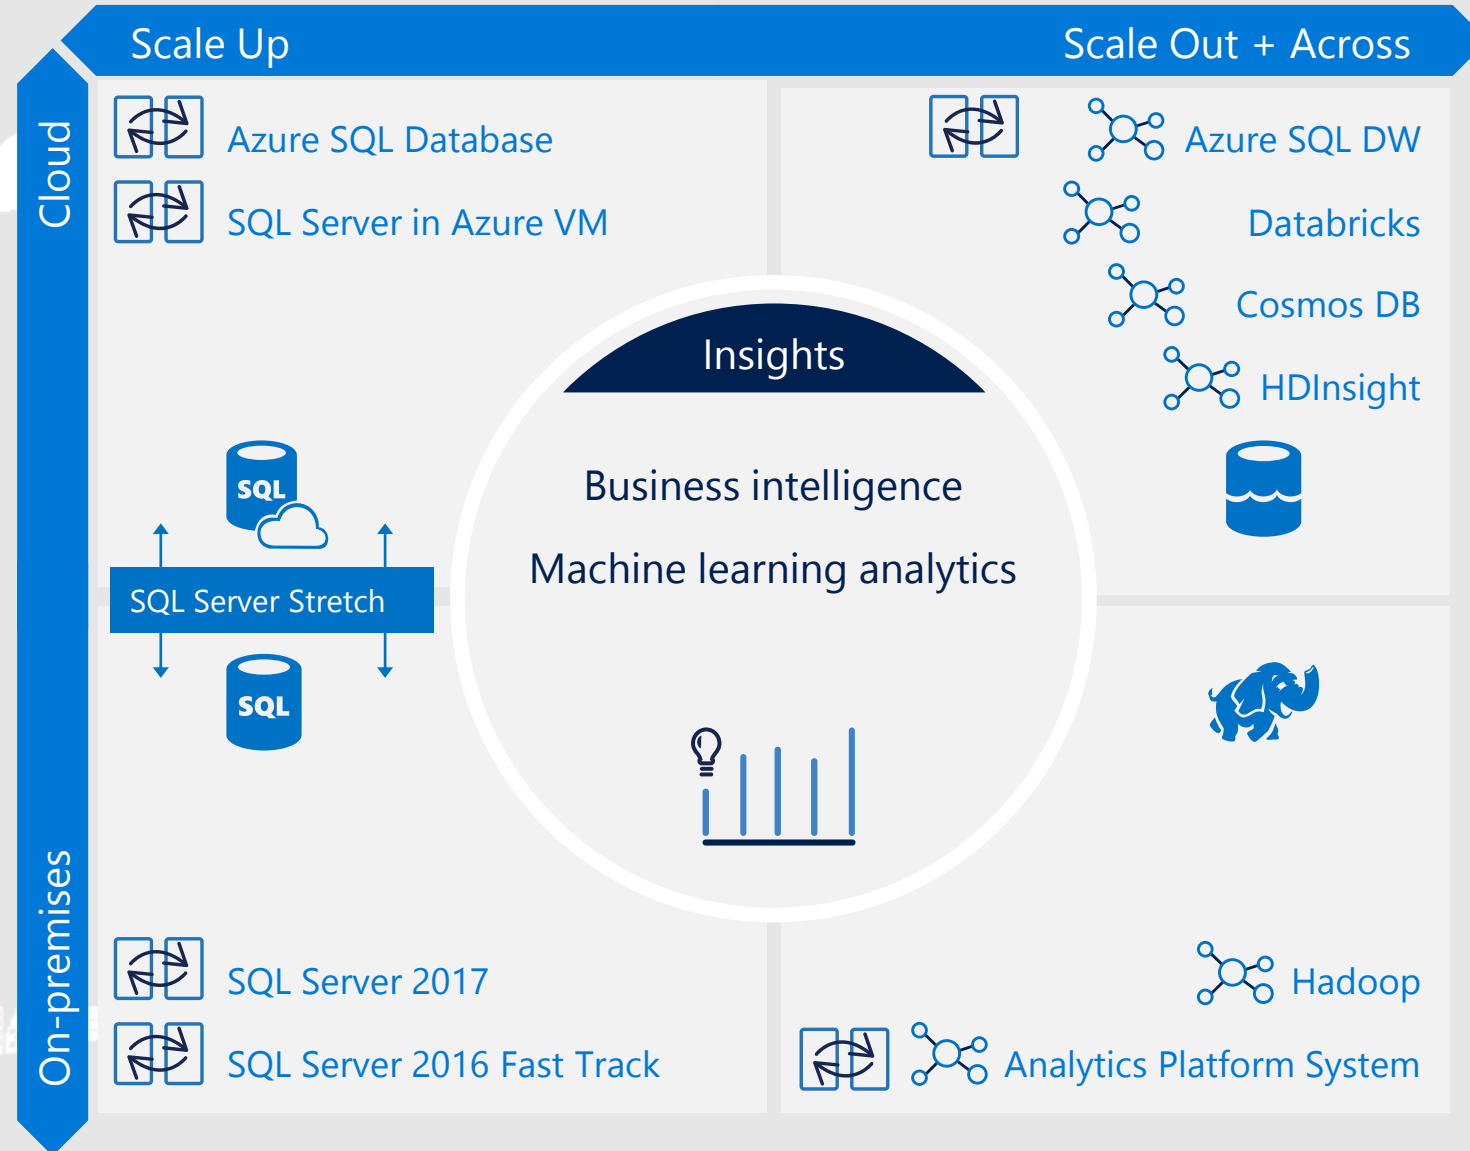 Scale Up
Scale Out + Across
Cloud
Azure SQL Database
SQL Server in Azure VM
Azure SQL DW
Databricks
Cosmos DB
HDInsight
Insights
Business intelligence
Machine learning analytics
SQL
SQL Server Stretch
SQL
On-premises
SQL Server 2017
SQL Server 2016 Fast Track
Hadoop
Analytics Platform System